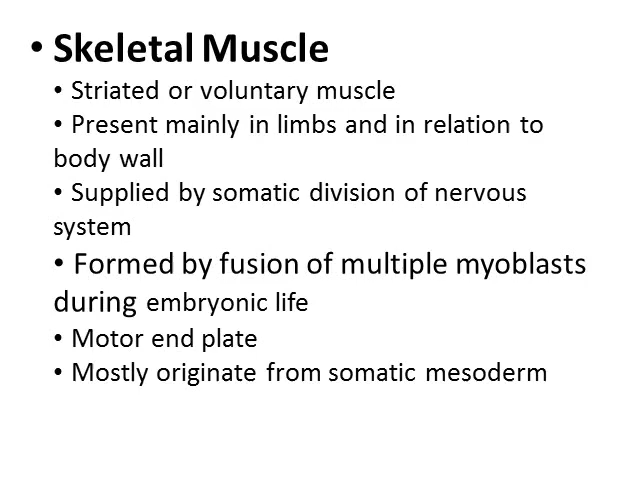 • Skeletal Muscle
• Striated or voluntary muscle
• Present mainly in limbs and in relation to
body wall
• Supplied by somatic division of nervous
system
• Formed by fusion of multiple myoblasts
during embryonic life
• Motor end plate
• Mostly originate from somatic mesoderm